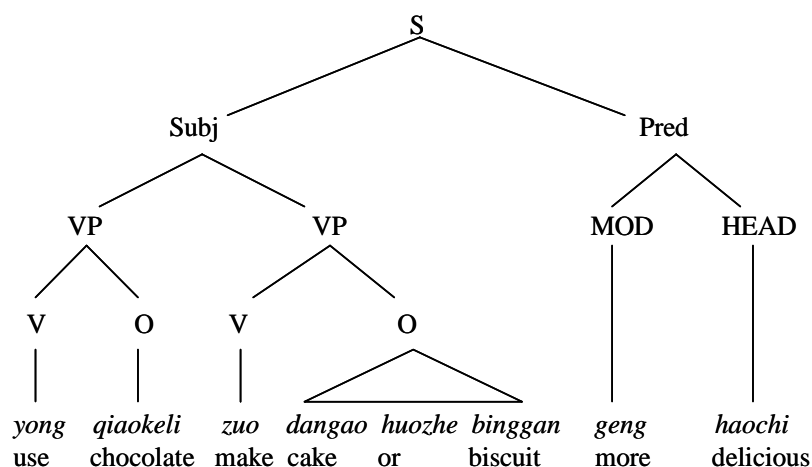 S
Subj Pred
VP VP MOD HEAD
V O V O
yong qiaokeli zuo dangao huozhe binggan geng haochi
use chocolate make cake or biscuit more delicious